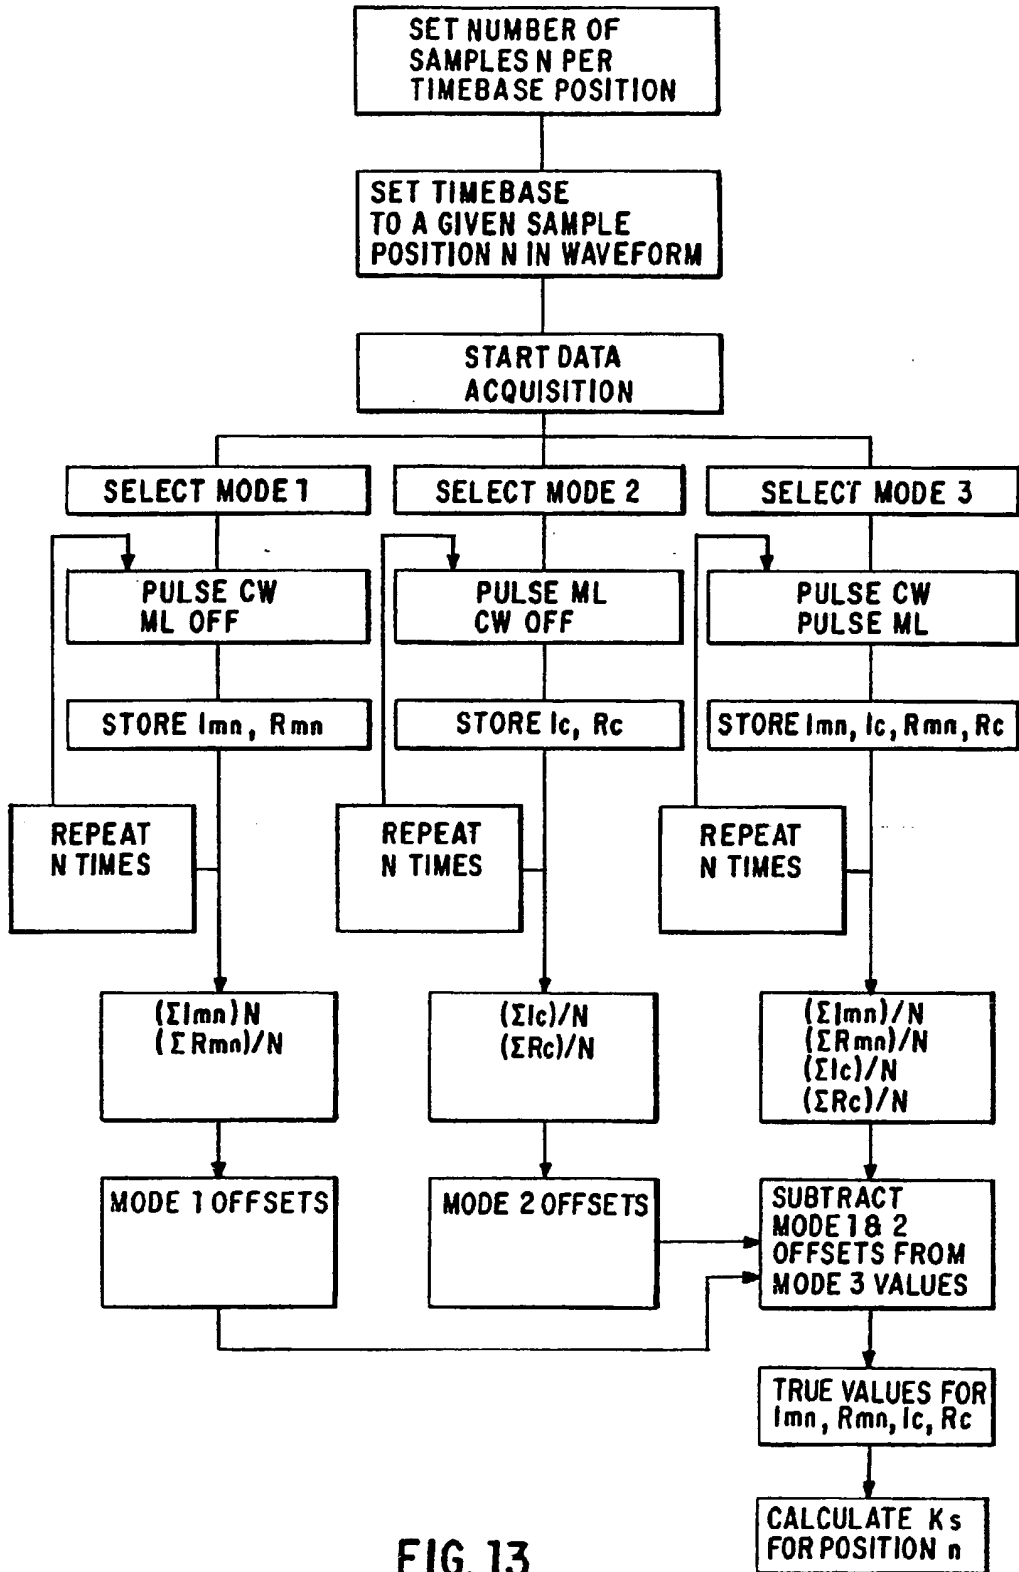 SET NUMBER OF
SAMPLES N PER
TIMEBASE POSITION
SET TIMEBASE
TO A GIVEN SAMPLE
POSITION N IN WAVEFORM
START DATA
ACQUISITION
SELECT MODE 1
SELECT MODE 2
SELECT MODE 3
PULSE CW
ML OFF
PULSE ML
CW OFF
PULSE CW
PULSE ML
STORE Imn, Rmn
STORE Ic, Rc
STORE Imn, Ic, Rmn, Rc
REPEAT
N TIMES
REPEAT
N TIMES
REPEAT
N TIMES
(ΣImn)N
(ΣRmn)/N
(ΣIc)/N
(ΣRc)/N
(ΣImn)/N
(ΣRmn)/N
(ΣIc)/N
(ΣRc)/N
MODE 1 OFFSETS
MODE 2 OFFSETS
SUBTRACT
MODE 1 & 2
OFFSETS FROM
MODE 3 VALUES
TRUE VALUES FOR
Imn, Rmn, Ic, Rc
CALCULATE Ks
FOR POSITION n
FIG. 13